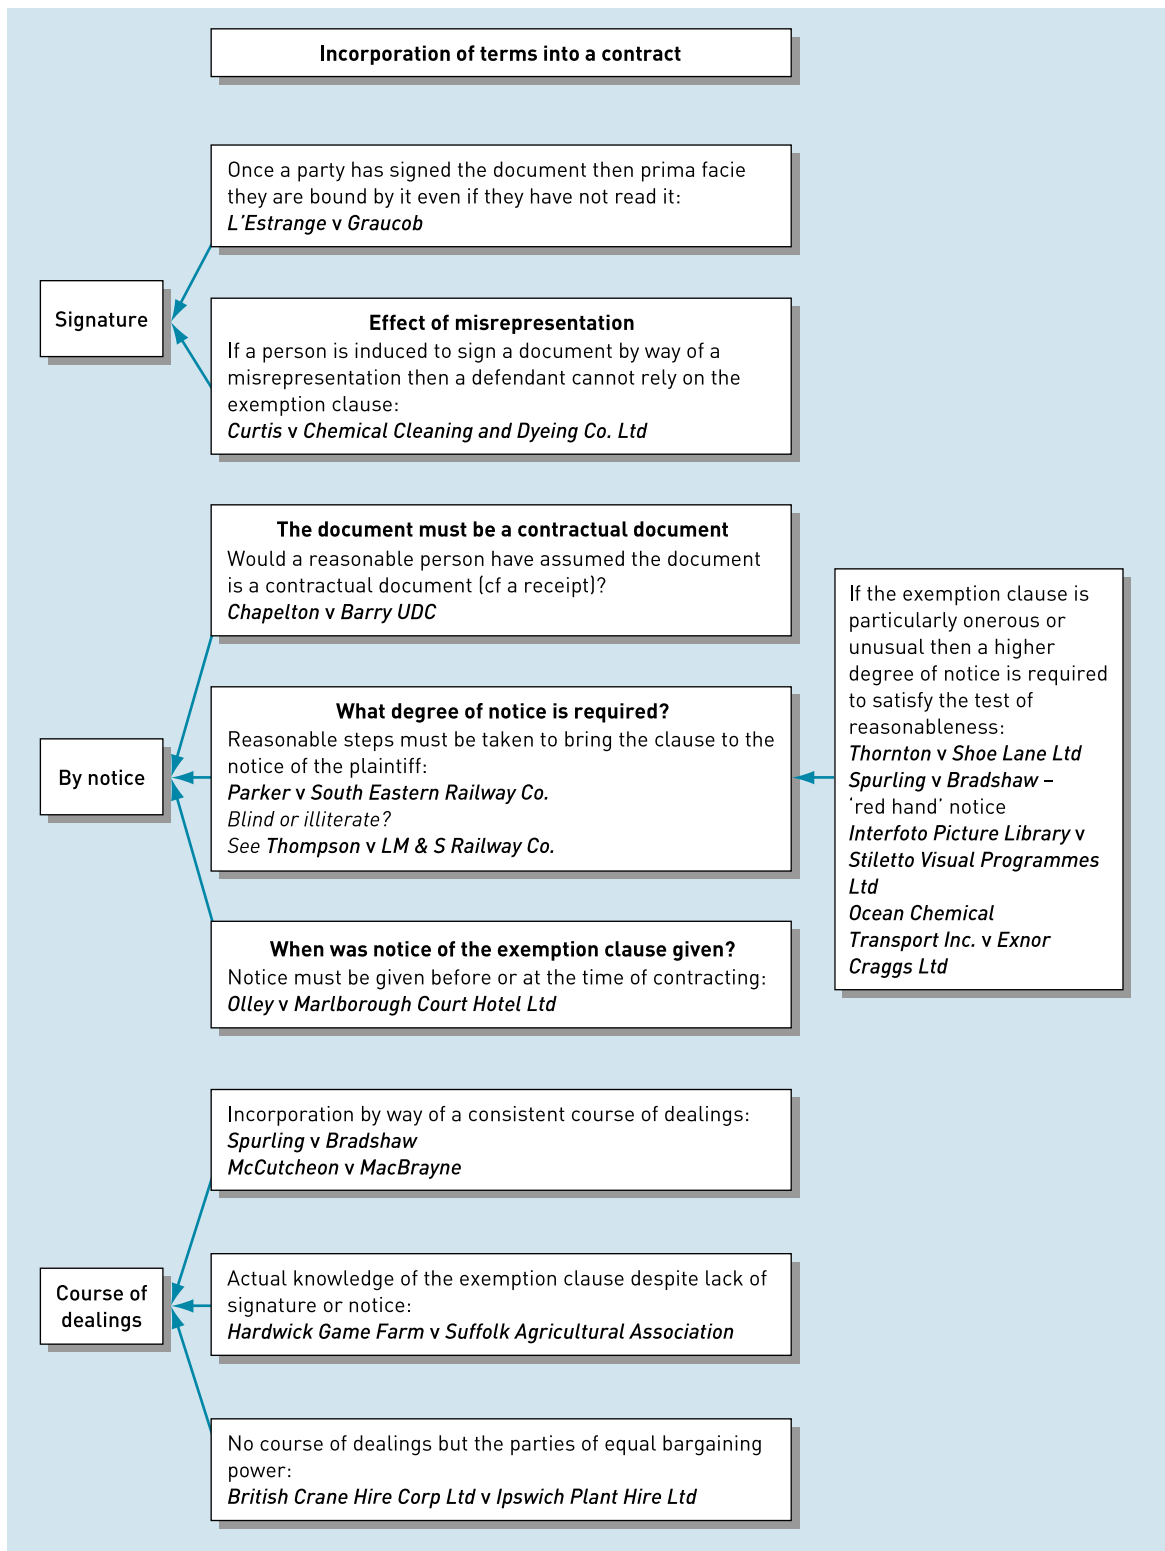 Incorporation of terms into a contract
Once a party has signed the document then prima facie
they are bound by it even if they have not read it:
L’Estrange v Graucob
Signature
Effect of misrepresentation
If a person is induced to sign a document by way of a
misrepresentation then a defendant cannot rely on the
exemption clause:
Curtis v Chemical Cleaning and Dyeing Co. Ltd
The document must be a contractual document
Would a reasonable person have assumed the document
is a contractual document (cf a receipt)?
Chapelton v Barry UDC
By notice
What degree of notice is required?
Reasonable steps must be taken to bring the clause to the
notice of the plaintiff:
Parker v South Eastern Railway Co.
Blind or illiterate?
See Thompson v LM & S Railway Co.
If the exemption clause is
particularly onerous or
unusual then a higher
degree of notice is required
to satisfy the test of
reasonableness:
Thornton v Shoe Lane Ltd
Spurling v Bradshaw –
‘red hand’ notice
Interfoto Picture Library v
Stiletto Visual Programmes
Ltd
Ocean Chemical
Transport Inc. v Exnor
Craggs Ltd
When was notice of the exemption clause given?
Notice must be given before or at the time of contracting:
Olley v Marlborough Court Hotel Ltd
Incorporation by way of a consistent course of dealings:
Spurling v Bradshaw
McCutcheon v MacBrayne
Course of
dealings
Actual knowledge of the exemption clause despite lack of
signature or notice:
Hardwick Game Farm v Suffolk Agricultural Association
No course of dealings but the parties of equal bargaining
power:
British Crane Hire Corp Ltd v Ipswich Plant Hire Ltd